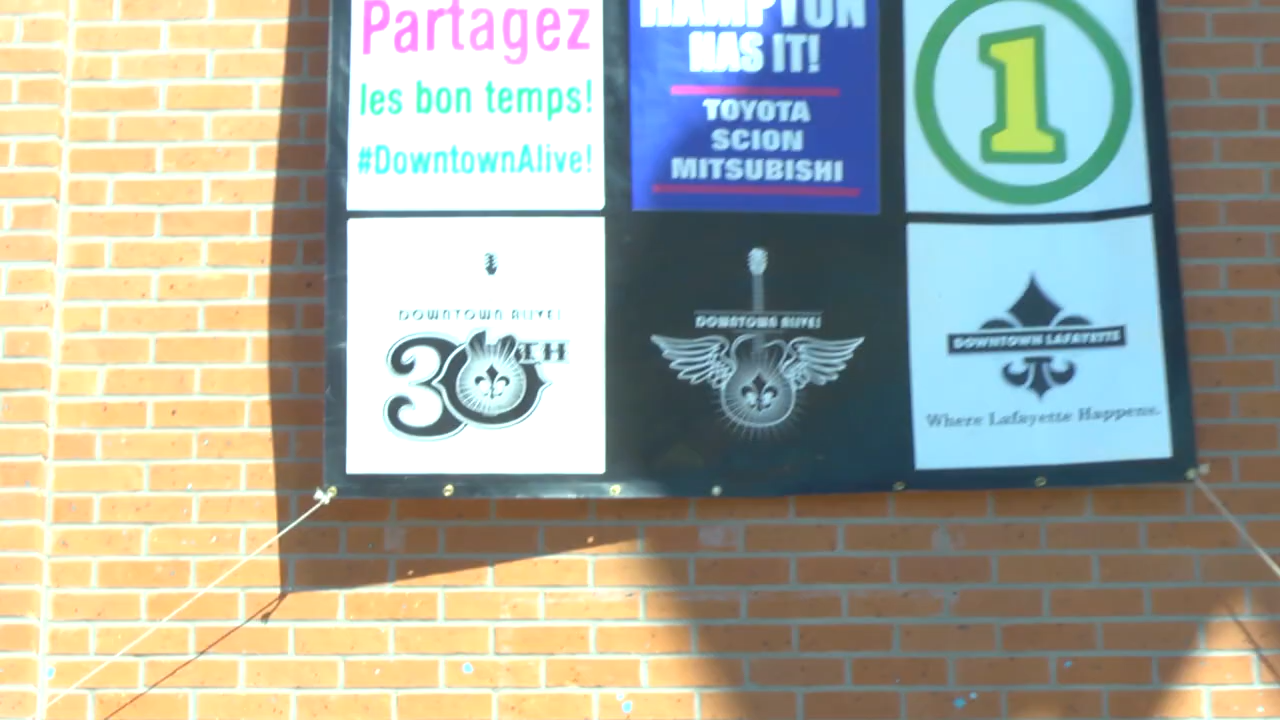 Partagez
les bon temps!
#DowntownAlive!
HAMPTON
HAS IT!
TOYOTA
SCION
MITSUBISHI
1
DOWNTOWN ALIVE!
30TH
DOWNTOWN ALIVE!
DOWNTOWN LAFAYETTE
Where Lafayette Happens.